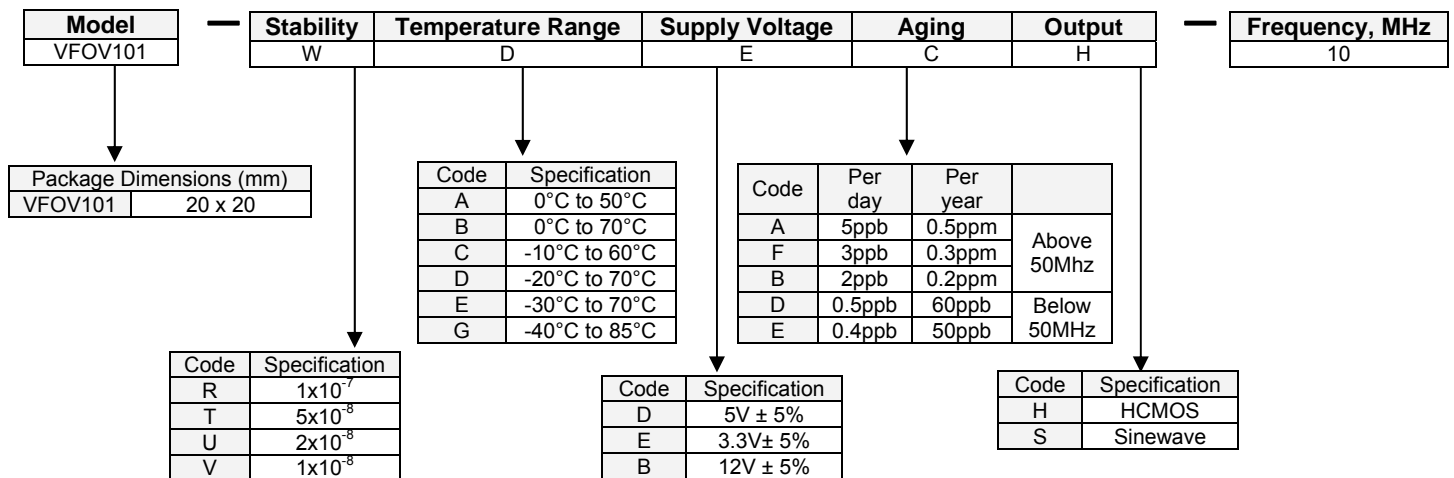 Model — Stability Temperature Range Supply Voltage Aging Output — Frequency, MHz
VFOV101 W D E C H 10
Package Dimensions (mm)
VFOV101 20 x 20
Code Specification
A 0°C to 50°C
B 0°C to 70°C
C -10°C to 60°C
D -20°C to 70°C
E -30°C to 70°C
G -40°C to 85°C
Code Per day Per year
A 5ppb 0.5ppm Above 50Mhz
F 3ppb 0.3ppm
B 2ppb 0.2ppm
D 0.5ppb 60ppb Below 50MHz
E 0.4ppb 50ppb
Code Specification
R 1x10⁻⁷
T 5x10⁻⁸
U 2x10⁻⁸
V 1x10⁻⁸
Code Specification
D 5V ± 5%
E 3.3V± 5%
B 12V ± 5%
Code Specification
H HCMOS
S Sinewave